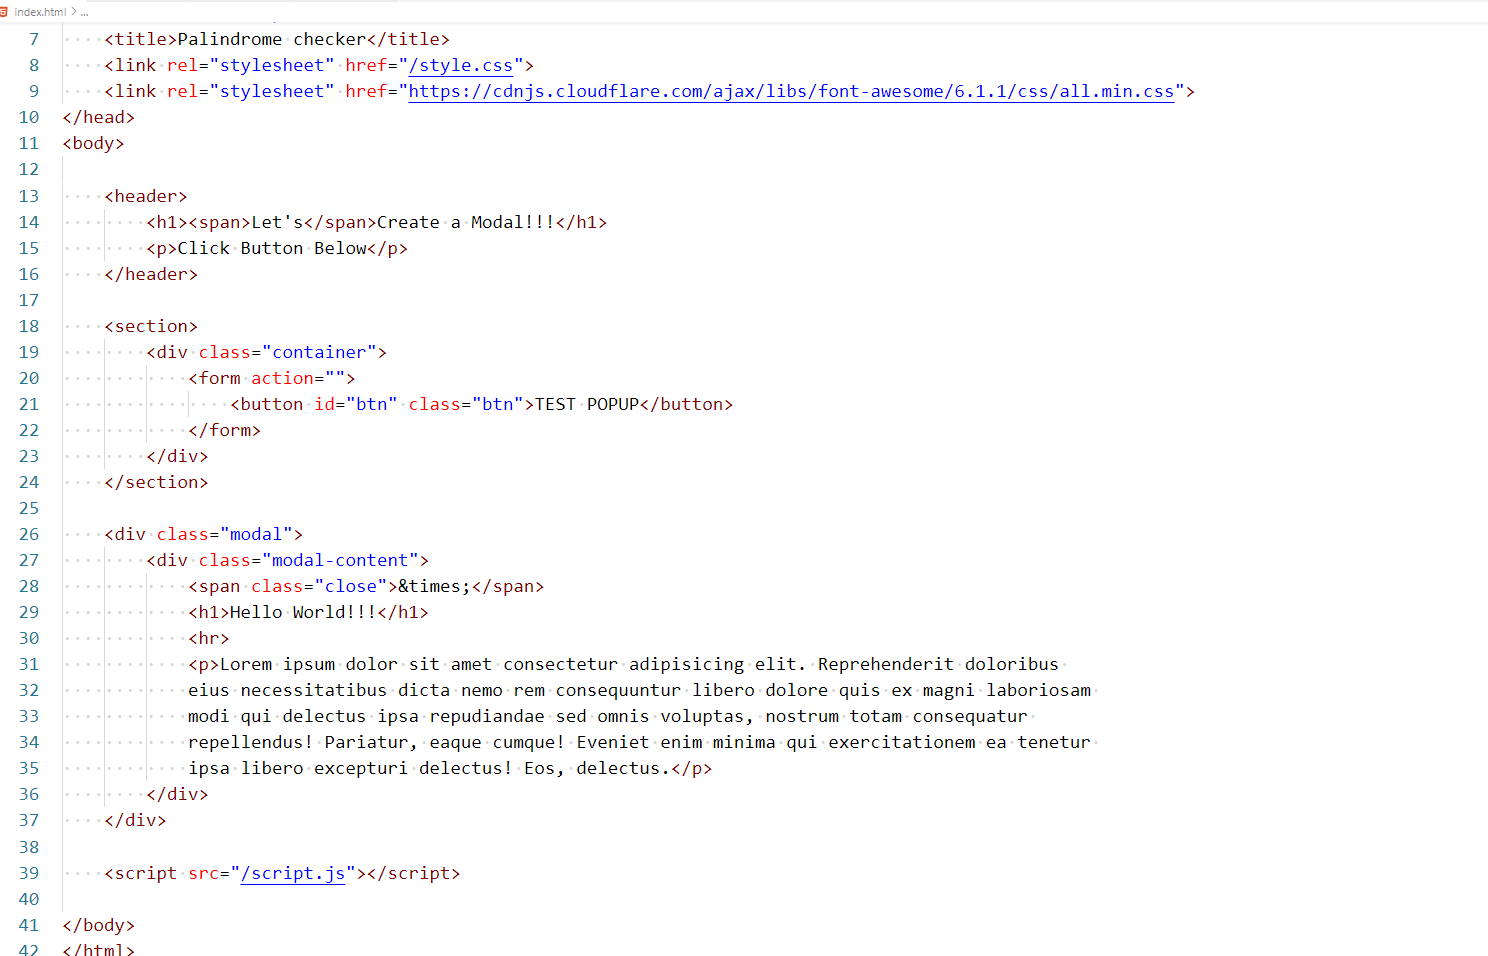 index.html > ...
7 <title>Palindrome checker</title>
8 <link rel="stylesheet" href="/style.css">
9 <link rel="stylesheet" href="https://cdnjs.cloudflare.com/ajax/libs/font-awesome/6.1.1/css/all.min.css">
10 </head>
11 <body>
12
13 <header>
14 <h1><span>Let's</span>Create a Modal!!!</h1>
15 <p>Click Button Below</p>
16 </header>
17
18 <section>
19 <div class="container">
20 <form action="">
21 <button id="btn" class="btn">TEST POPUP</button>
22 </form>
23 </div>
24 </section>
25
26 <div class="modal">
27 <div class="modal-content">
28 <span class="close">&times;</span>
29 <h1>Hello World!!!</h1>
30 <hr>
31 <p>Lorem ipsum dolor sit amet consectetur adipisicing elit. Reprehenderit doloribus
32 eius necessitatibus dicta nemo rem consequuntur libero dolore quis ex magni laboriosam
33 modi qui delectus ipsa repudiandae sed omnis voluptas, nostrum totam consequatur
34 repellendus! Pariatur, eaque cumque! Eveniet enim minima qui exercitationem ea tenetur
35 ipsa libero excepturi delectus! Eos, delectus.</p>
36 </div>
37 </div>
38
39 <script src="/script.js"></script>
40
41 </body>
42 </html>